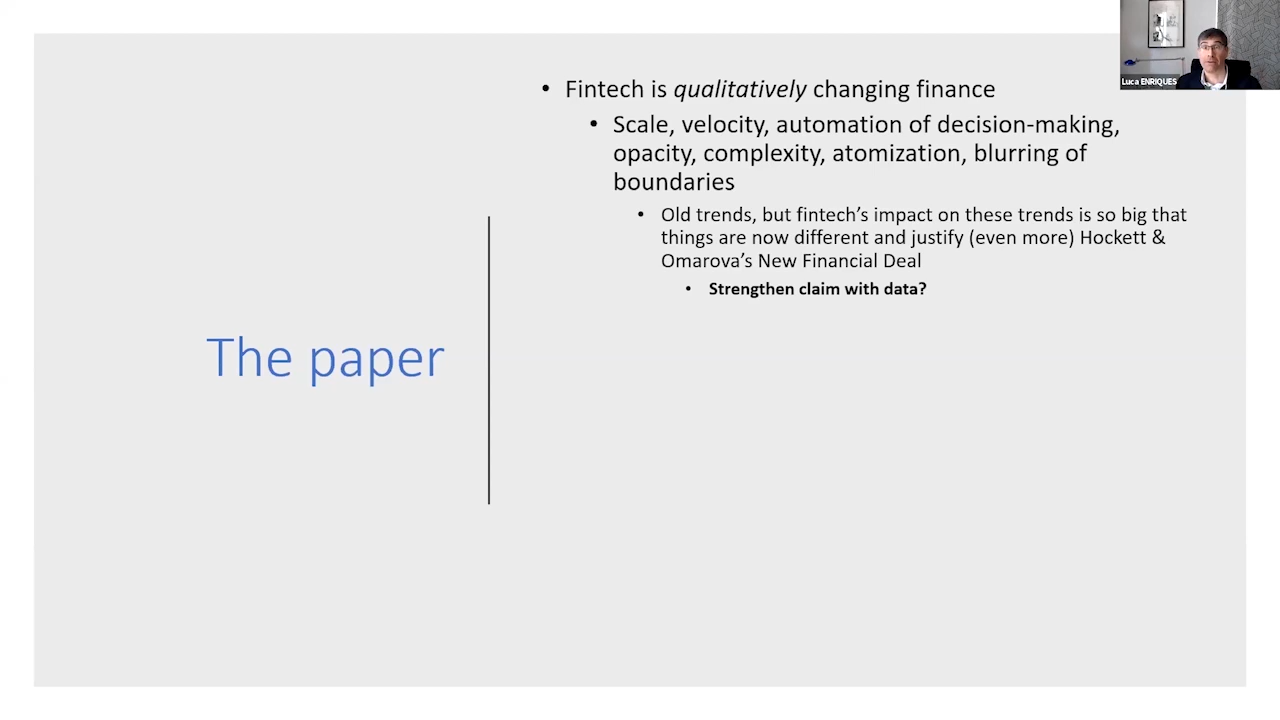 Luca ENRIQUES
• Fintech is qualitatively changing finance
• Scale, velocity, automation of decision-making,
opacity, complexity, atomization, blurring of
boundaries
• Old trends, but fintech’s impact on these trends is so big that
things are now different and justify (even more) Hockett &
Omarova’s New Financial Deal
• Strengthen claim with data?
The paper